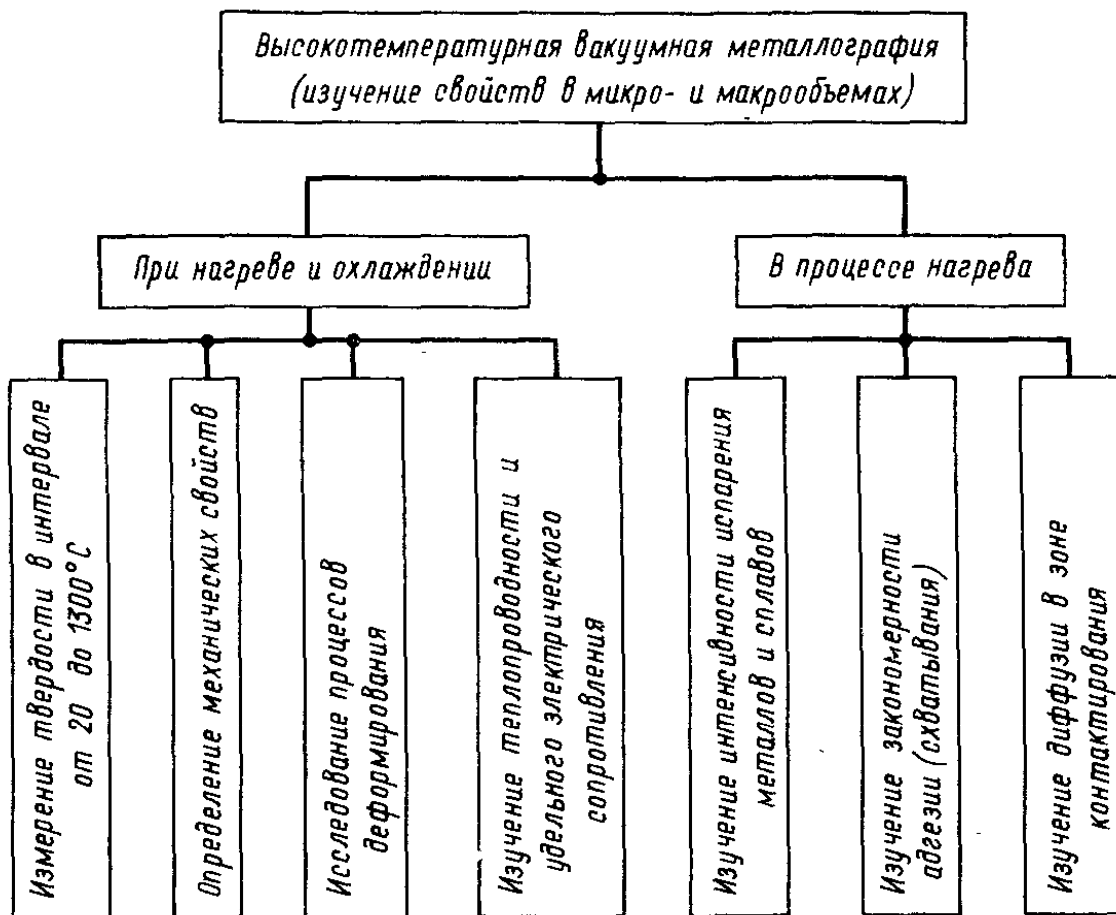 Высокотемпературная вакуумная металлография
(изучение свойств в микро- и макрообъемах)
При нагреве и охлаждении
В процессе нагрева
Измерение твердости в интервале
от 20 до 1300°С
Определение механических свойств
Исследование процессов
деформирования
Изучение теплопроводности и
удельного электрического
сопротивления
Изучение интенсивности испарения
металлов и сплавов
Изучение закономерности
адгезии (схватывания)
Изучение диффузии в зоне
контактирования